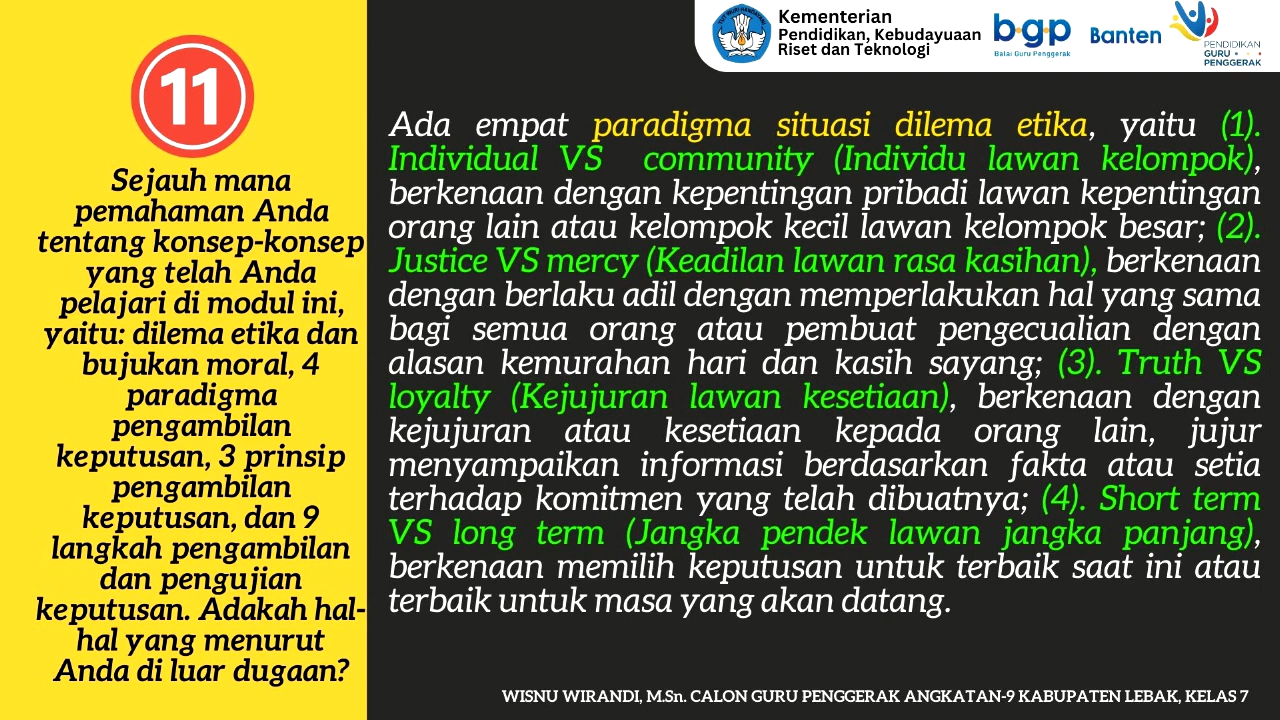 Kementerian
Pendidikan, Kebudayuaan
Riset dan Teknologi
bgp
Balai Guru Penggerak
Banten
PENDIDIKAN
GURU
PENGGERAK
11
Sejauh mana
pemahaman Anda
tentang konsep-konsep
yang telah Anda
pelajari di modul ini,
yaitu: dilema etika dan
bujukan moral, 4
paradigma
pengambilan
keputusan, 3 prinsip
pengambilan
keputusan, dan 9
langkah pengambilan
dan pengujian
keputusan. Adakah hal-
hal yang menurut
Anda di luar dugaan?
Ada empat paradigma situasi dilema etika, yaitu (1).
Individual VS community (Individu lawan kelompok),
berkenaan dengan kepentingan pribadi lawan kepentingan
orang lain atau kelompok kecil lawan kelompok besar; (2).
Justice VS mercy (Keadilan lawan rasa kasihan), berkenaan
dengan berlaku adil dengan memperlakukan hal yang sama
bagi semua orang atau pembuat pengecualian dengan
alasan kemurahan hari dan kasih sayang; (3). Truth VS
loyalty (Kejujuran lawan kesetiaan), berkenaan dengan
kejujuran atau kesetiaan kepada orang lain, jujur
menyampaikan informasi berdasarkan fakta atau setia
terhadap komitmen yang telah dibuatnya; (4). Short term
VS long term (Jangka pendek lawan jangka panjang),
berkenaan memilih keputusan untuk terbaik saat ini atau
terbaik untuk masa yang akan datang.
WISNU WIRANDI, M.Sn. CALON GURU PENGGERAK ANGKATAN-9 KABUPATEN LEBAK, KELAS 7